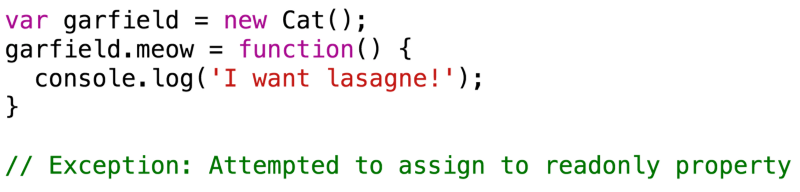 var garfield = new Cat();
garfield.meow = function() {
  console.log('I want lasagne!');
}

// Exception: Attempted to assign to readonly property